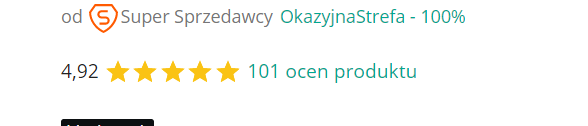 od Super Sprzedawcy OkazyjnaStrefa - 100%
4,92 101 ocen produktu